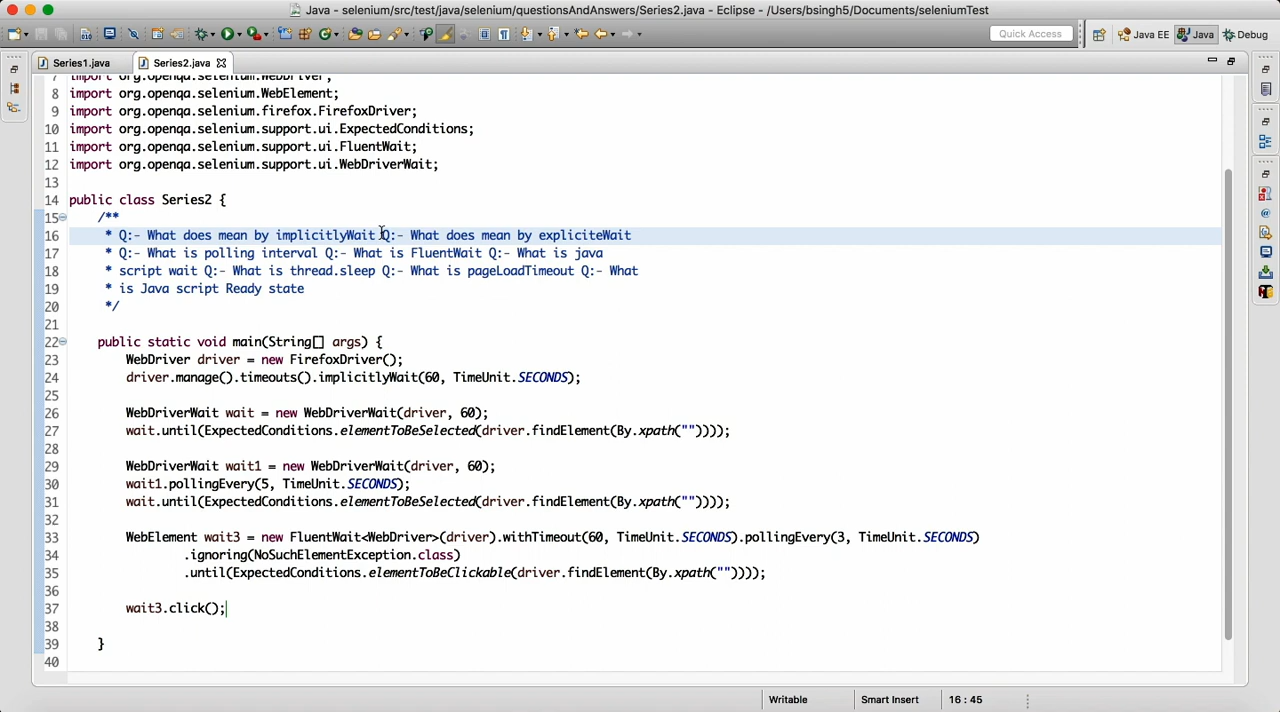 Java - selenium/src/test/java/selenium/questionsAndAnswers/Series2.java - Eclipse - /Users/bsingh5/Documents/seleniumTest
Quick Access
Java EE
Java
Debug
Series1.java
Series2.java
7 import org.openqa.selenium.WebDriver;
8 import org.openqa.selenium.WebElement;
9 import org.openqa.selenium.firefox.FirefoxDriver;
10 import org.openqa.selenium.support.ui.ExpectedConditions;
11 import org.openqa.selenium.support.ui.FluentWait;
12 import org.openqa.selenium.support.ui.WebDriverWait;
13
14 public class Series2 {
15 /**
16 * Q:- What does mean by implicitlyWait Q:- What does mean by expliciteWait
17 * Q:- What is polling interval Q:- What is FluentWait Q:- What is java
18 * script wait Q:- What is thread.sleep Q:- What is pageLoadTimeout Q:- What
19 * is Java script Ready state
20 */
21
22 public static void main(String[] args) {
23 WebDriver driver = new FirefoxDriver();
24 driver.manage().timeouts().implicitlyWait(60, TimeUnit.SECONDS);
25
26 WebDriverWait wait = new WebDriverWait(driver, 60);
27 wait.until(ExpectedConditions.elementToBeSelected(driver.findElement(By.xpath(""))));
28
29 WebDriverWait wait1 = new WebDriverWait(driver, 60);
30 wait1.pollingEvery(5, TimeUnit.SECONDS);
31 wait.until(ExpectedConditions.elementToBeSelected(driver.findElement(By.xpath(""))));
32
33 WebElement wait3 = new FluentWait<WebDriver>(driver).withTimeout(60, TimeUnit.SECONDS).pollingEvery(3, TimeUnit.SECONDS)
34 .ignoring(NoSuchElementException.class)
35 .until(ExpectedConditions.elementToBeClickable(driver.findElement(By.xpath(""))));
36
37 wait3.click();
38
39 }
40
Writable
Smart Insert
16 : 45